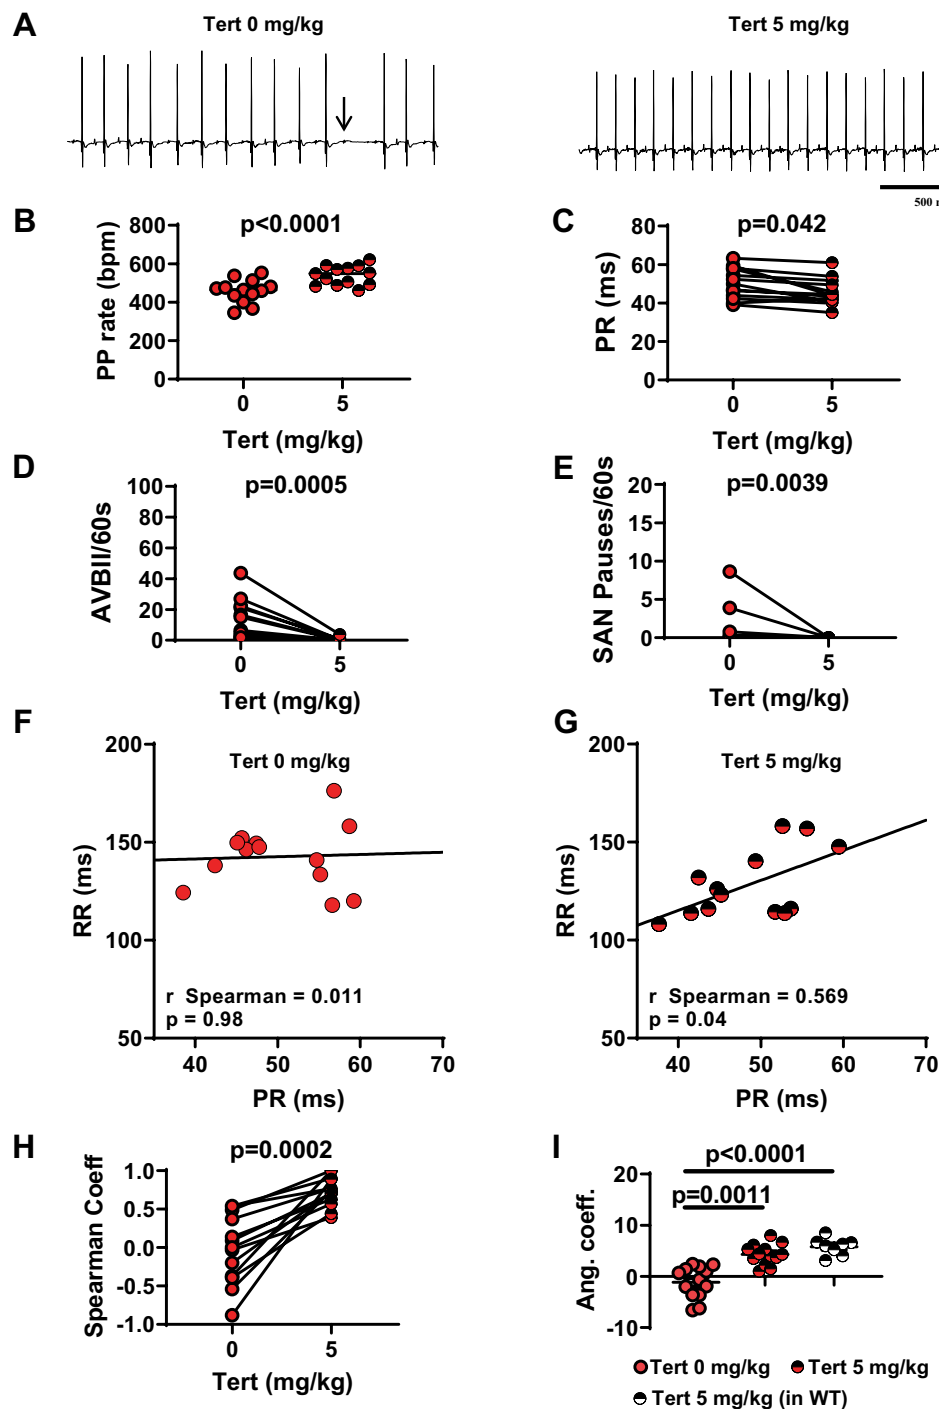 A
Tert 0 mg/kg
Tert 5 mg/kg
500
B
p<0.0001
PP rate (bpm)
800
600
400
200
0
0
5
Tert (mg/kg)
C
p=0.042
PR (ms)
80
60
40
20
0
0
5
Tert (mg/kg)
D
p=0.0005
AVBII/60s
100
80
60
40
20
0
0
5
Tert (mg/kg)
E
p=0.0039
SAN Pauses/60s
20
15
10
5
0
0
5
Tert (mg/kg)
F
Tert 0 mg/kg
RR (ms)
200
150
100
50
r Spearman = 0.011
p = 0.98
40
50
60
70
PR (ms)
G
Tert 5 mg/kg
RR (ms)
200
150
100
50
r Spearman = 0.569
p = 0.04
40
50
60
70
PR (ms)
H
p=0.0002
Spearman Coeff
1.0
0.5
0.0
-0.5
-1.0
0
5
Tert (mg/kg)
I
p<0.0001
p=0.0011
Ang. coeff.
20
10
0
-10
Tert 0 mg/kg
Tert 5 mg/kg
Tert 5 mg/kg (in WT)